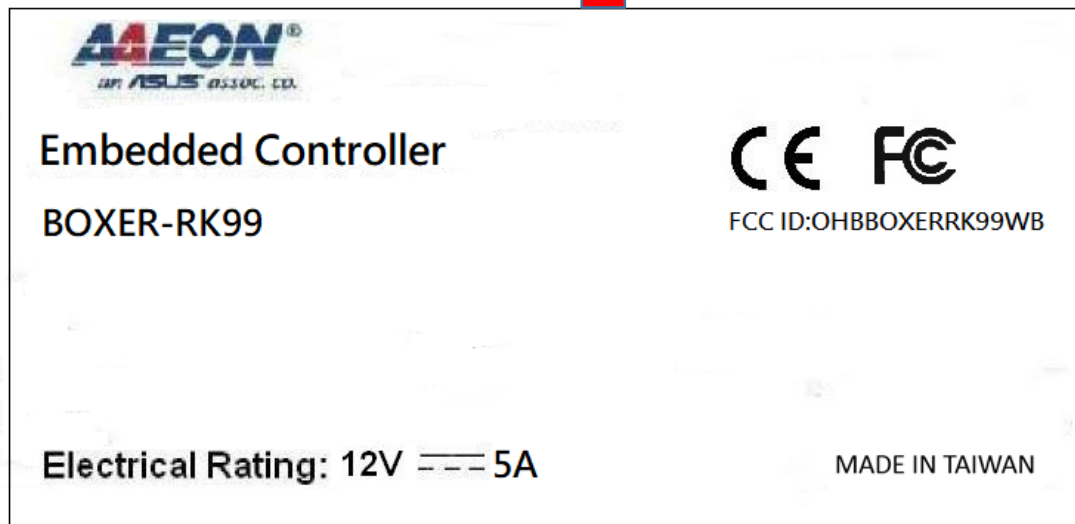 AAEON®
an ASUS assoc. co.
Embedded Controller
CE FC
BOXER-RK99
FCC ID:OHBBOXERRK99WB
Electrical Rating: 12V ⎓ 5A
MADE IN TAIWAN